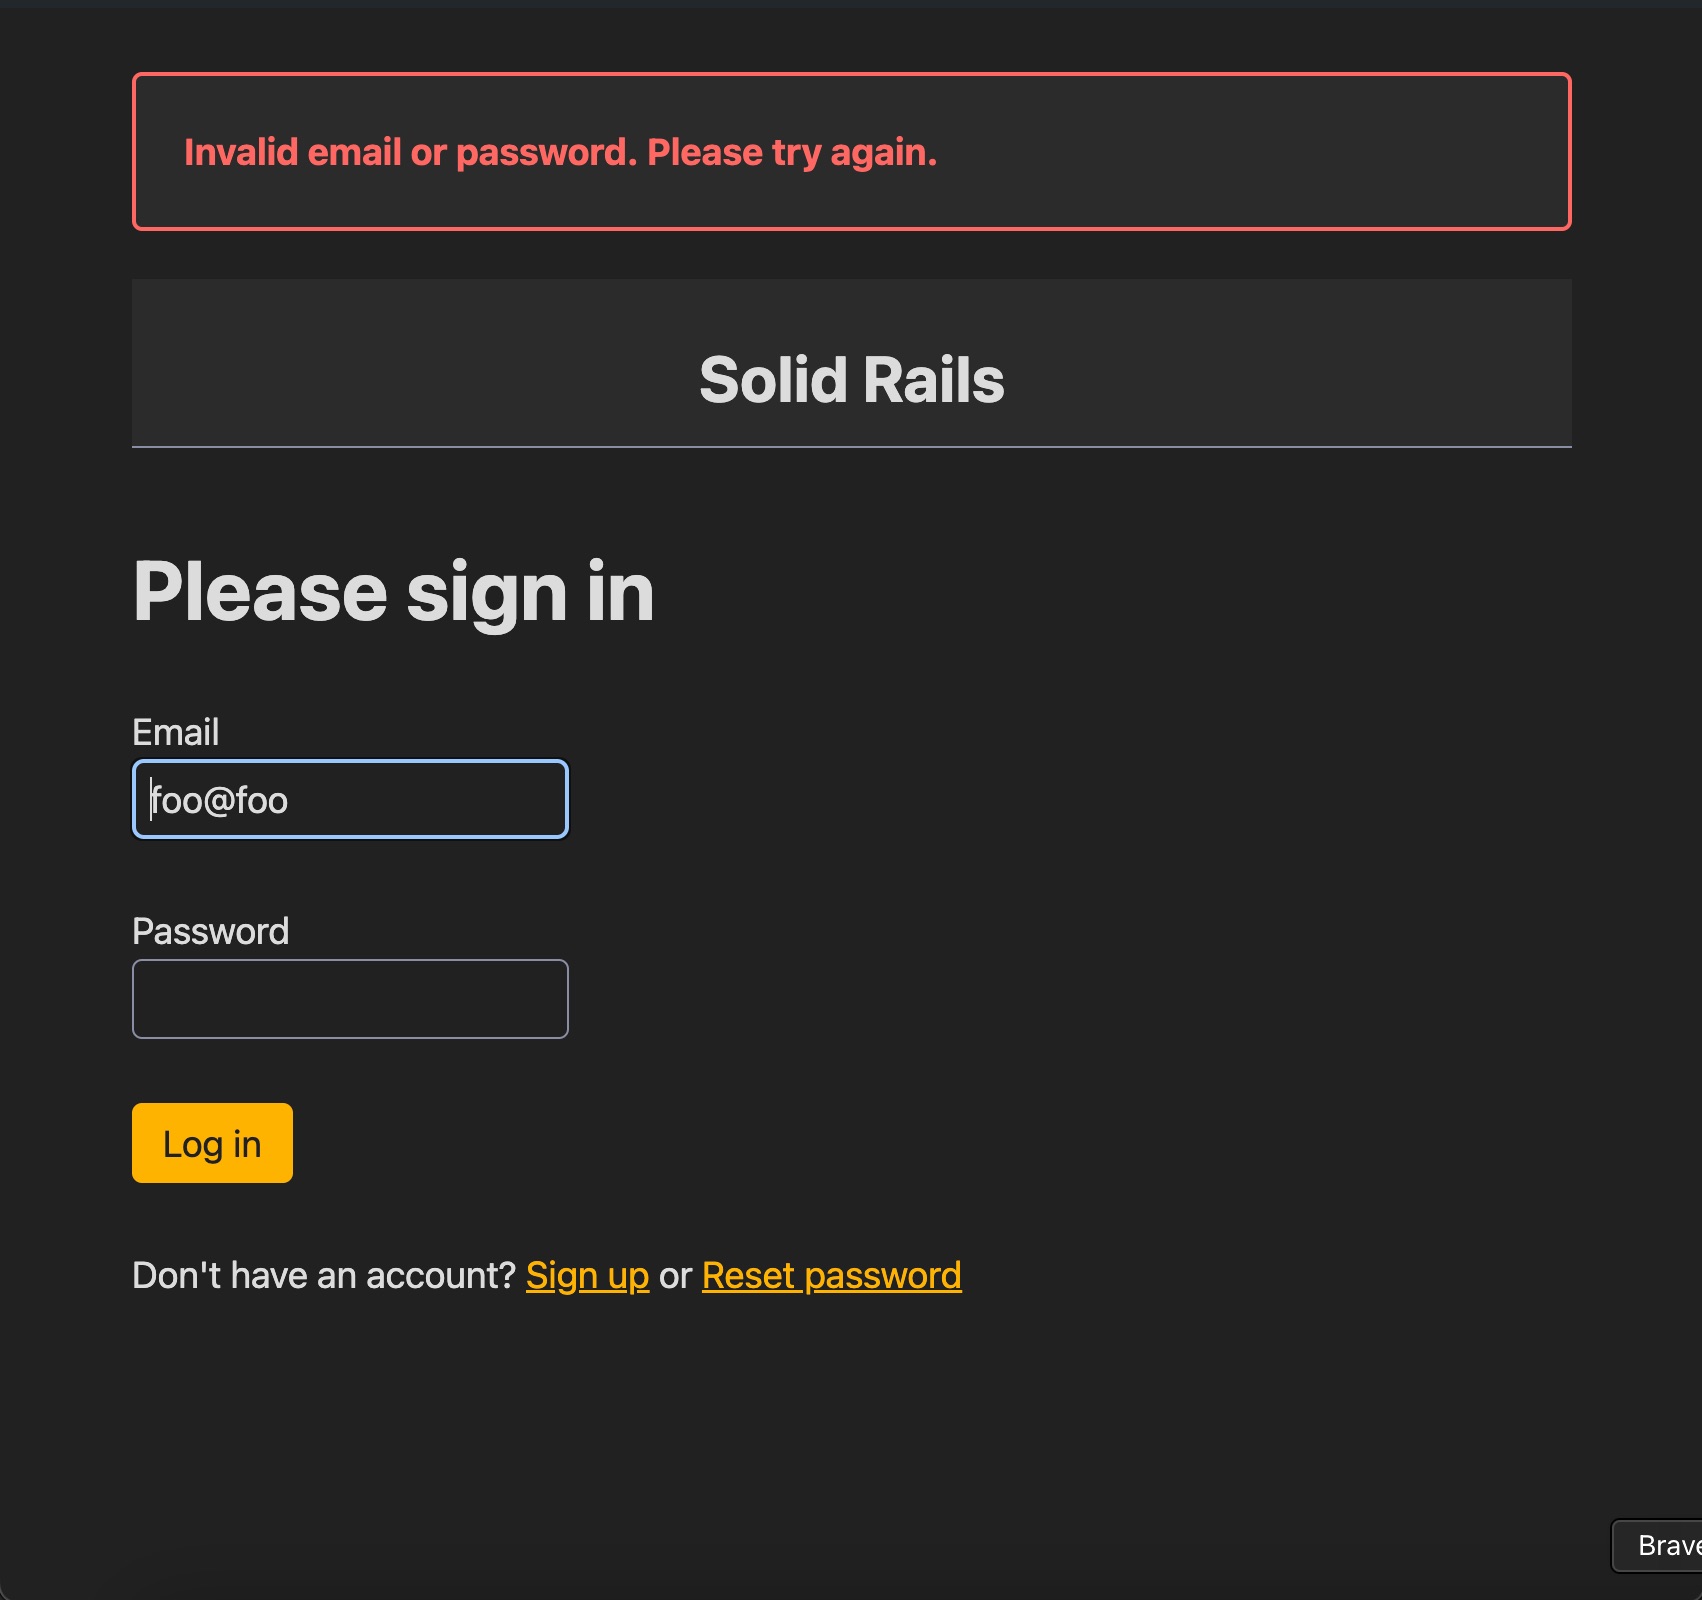 Invalid email or password. Please try again.
Solid Rails
Please sign in
Email
foo@foo
Password
Log in
Don't have an account? Sign up or Reset password
Brave